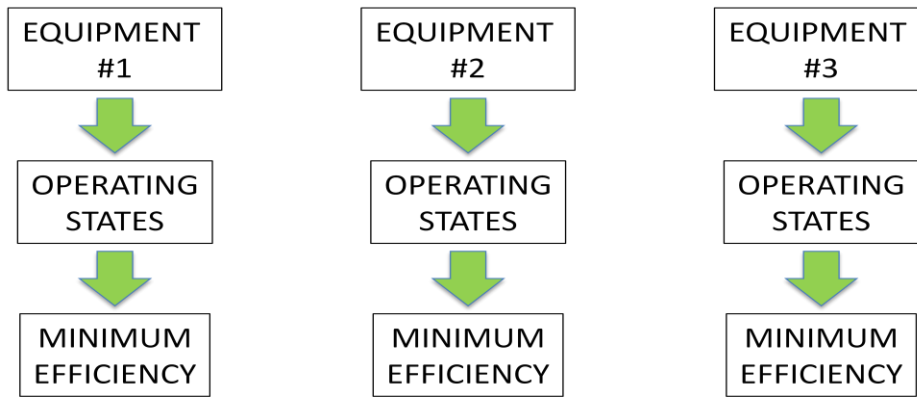 EQUIPMENT
#1
EQUIPMENT
#2
EQUIPMENT
#3
OPERATING
STATES
OPERATING
STATES
OPERATING
STATES
MINIMUM
EFFICIENCY
MINIMUM
EFFICIENCY
MINIMUM
EFFICIENCY